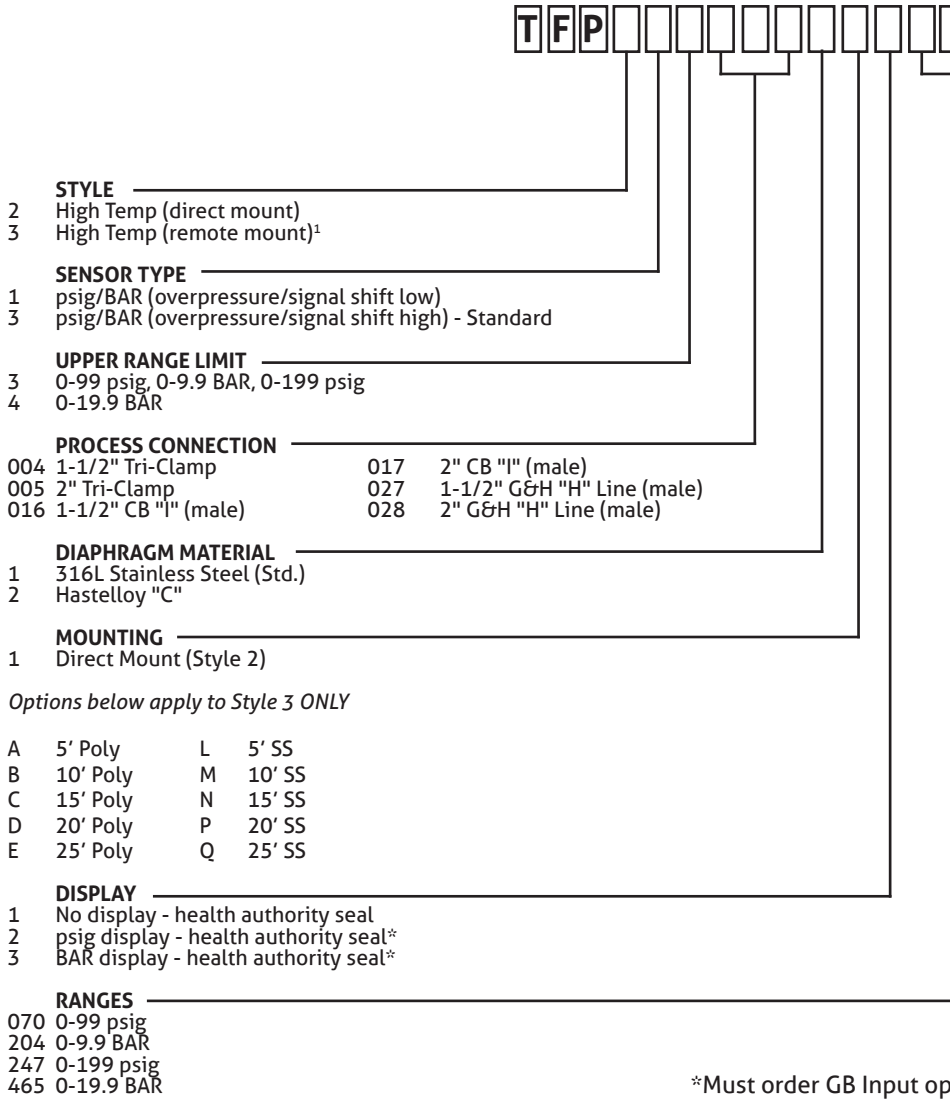 TFP
STYLE
2 High Temp (direct mount)
3 High Temp (remote mount)¹
SENSOR TYPE
1 psig/BAR (overpressure/signal shift low)
3 psig/BAR (overpressure/signal shift high) - Standard
UPPER RANGE LIMIT
3 0-99 psig, 0-9.9 BAR, 0-199 psig
4 0-19.9 BAR
PROCESS CONNECTION
004 1-1/2" Tri-Clamp 017 2" CB "I" (male)
005 2" Tri-Clamp 027 1-1/2" G&H "H" Line (male)
016 1-1/2" CB "I" (male) 028 2" G&H "H" Line (male)
DIAPHRAGM MATERIAL
1 316L Stainless Steel (Std.)
2 Hastelloy "C"
MOUNTING
1 Direct Mount (Style 2)
Options below apply to Style 3 ONLY
A 5' Poly L 5' SS
B 10' Poly M 10' SS
C 15' Poly N 15' SS
D 20' Poly P 20' SS
E 25' Poly Q 25' SS
DISPLAY
1 No display - health authority seal
2 psig display - health authority seal*
3 BAR display - health authority seal*
RANGES
070 0-99 psig
204 0-9.9 BAR
247 0-199 psig
465 0-19.9 BAR
*Must order GB Input op